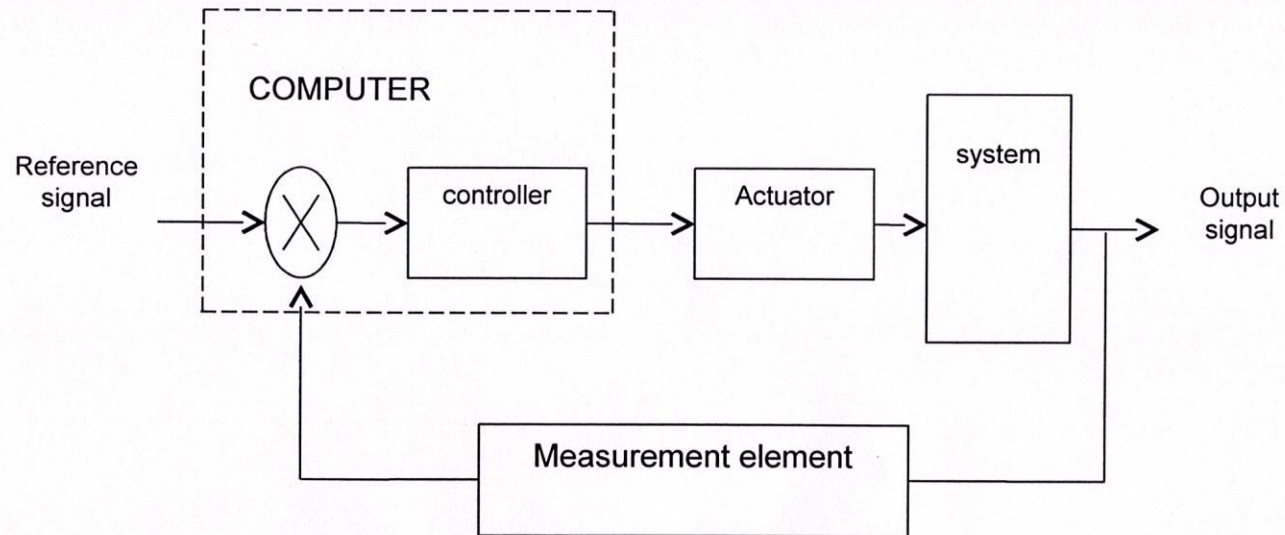 COMPUTER
Reference
signal
controller
Actuator
system
Output
signal
Measurement element